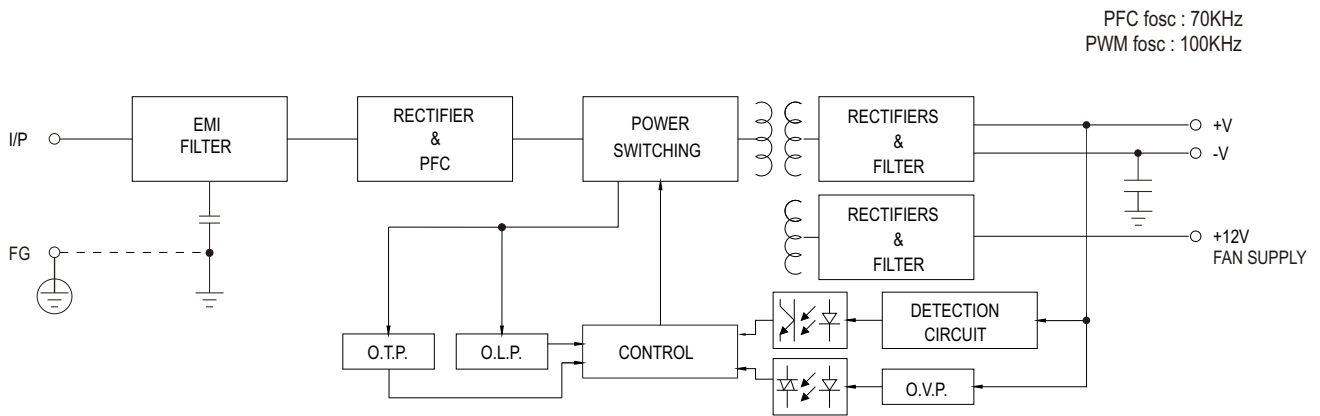 PFC fosc : 70KHz
PWM fosc : 100KHz
I/P
EMI
FILTER
RECTIFIER
&
PFC
POWER
SWITCHING
RECTIFIERS
&
FILTER
+V
-V
FG
RECTIFIERS
&
FILTER
+12V
FAN SUPPLY
O.T.P.
O.L.P.
CONTROL
DETECTION
CIRCUIT
O.V.P.